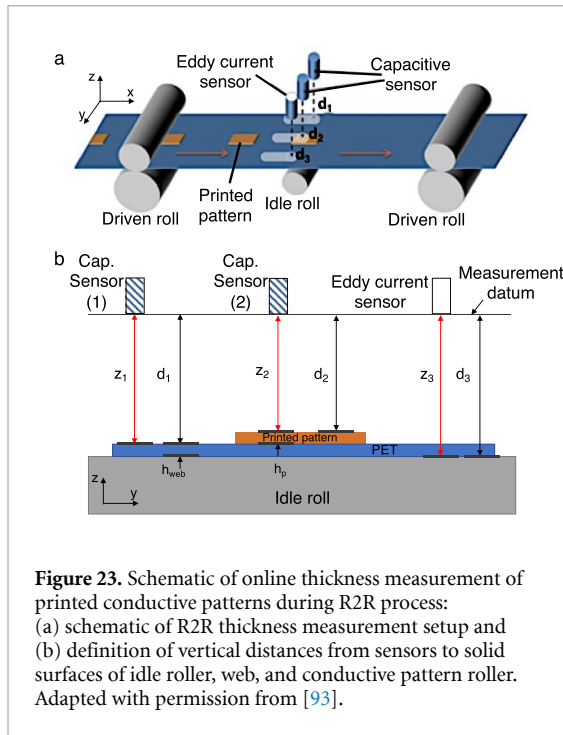 a
Eddy current
sensor
Capacitive
sensor
z
x
y
d1
d2
d3
Printed
pattern
Driven roll
Idle roll
Driven roll
b
Cap.
Sensor
(1)
Cap.
Sensor
(2)
Eddy current
sensor
Measurement
datum
z1
d1
z2
d2
z3
d3
Printed pattern
PET
hweb
hp
z
y
Idle roll
Figure 23. Schematic of online thickness measurement of
printed conductive patterns during R2R process:
(a) schematic of R2R thickness measurement setup and
(b) definition of vertical distances from sensors to solid
surfaces of idle roller, web, and conductive pattern roller.
Adapted with permission from [93].